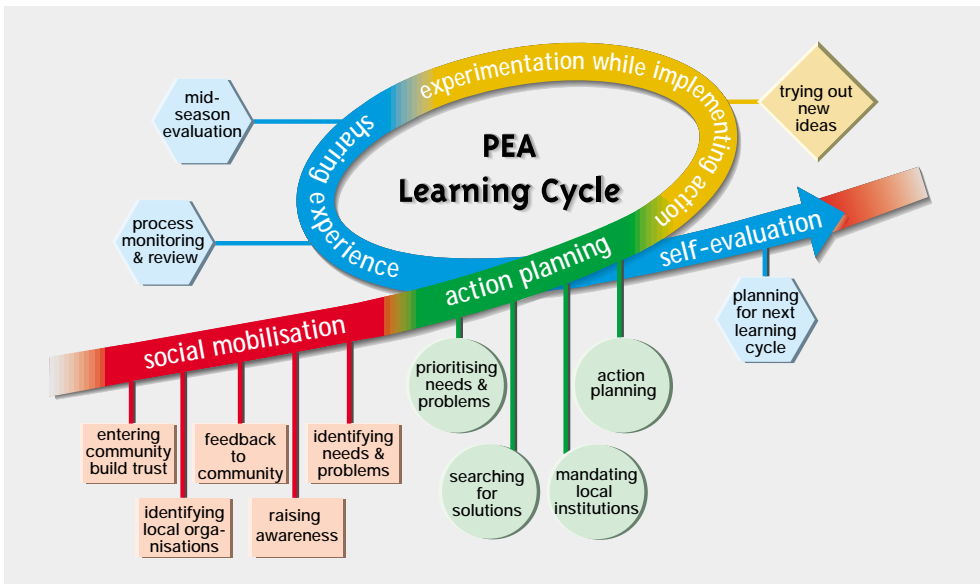 PEA
Learning Cycle
experimentation while implementing action
sharing experience
mid-
season
evaluation
process
monitoring
& review
trying out
new
ideas
social mobilisation
action planning
self-evaluation
planning
for next
learning
cycle
entering
community
build trust
identifying
local orga-
nisations
feedback
to
community
raising
awareness
identifying
needs &
problems
prioritising
needs &
problems
searching
for
solutions
mandating
local
institutions
action
planning